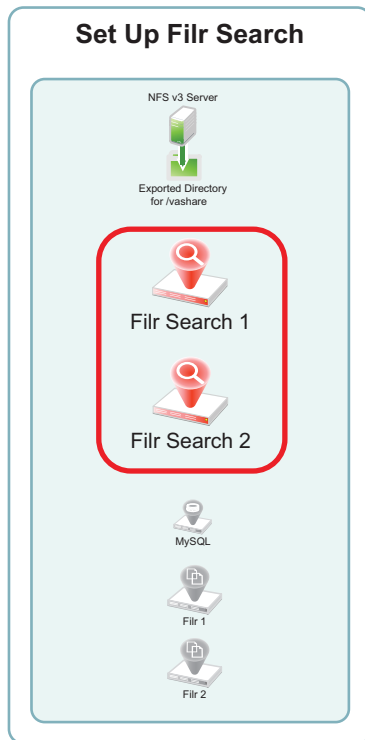 Set Up Filr Search
NFS v3 Server
Exported Directory
for /vashare
Filr Search 1
Filr Search 2
MySQL
Filr 1
Filr 2